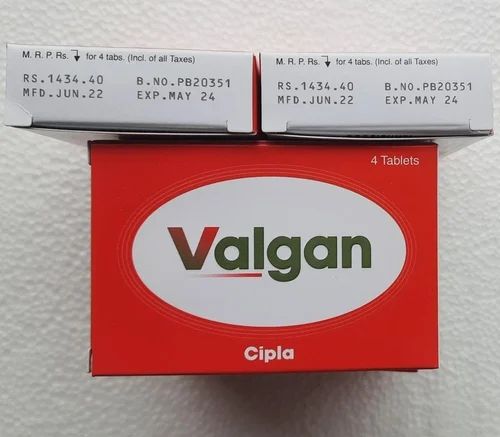 M. R. P. Rs. for 4 tabs. (Incl. of all Taxes)
RS.1434.40 B.NO.PB20351
MFD.JUN.22 EXP.MAY 24
M. R. P. Rs. for 4 tabs. (Incl. of all Taxes)
RS.1434.40 B.NO.PB20351
MFD.JUN.22 EXP.MAY 24
4 Tablets
Valgan
Cipla